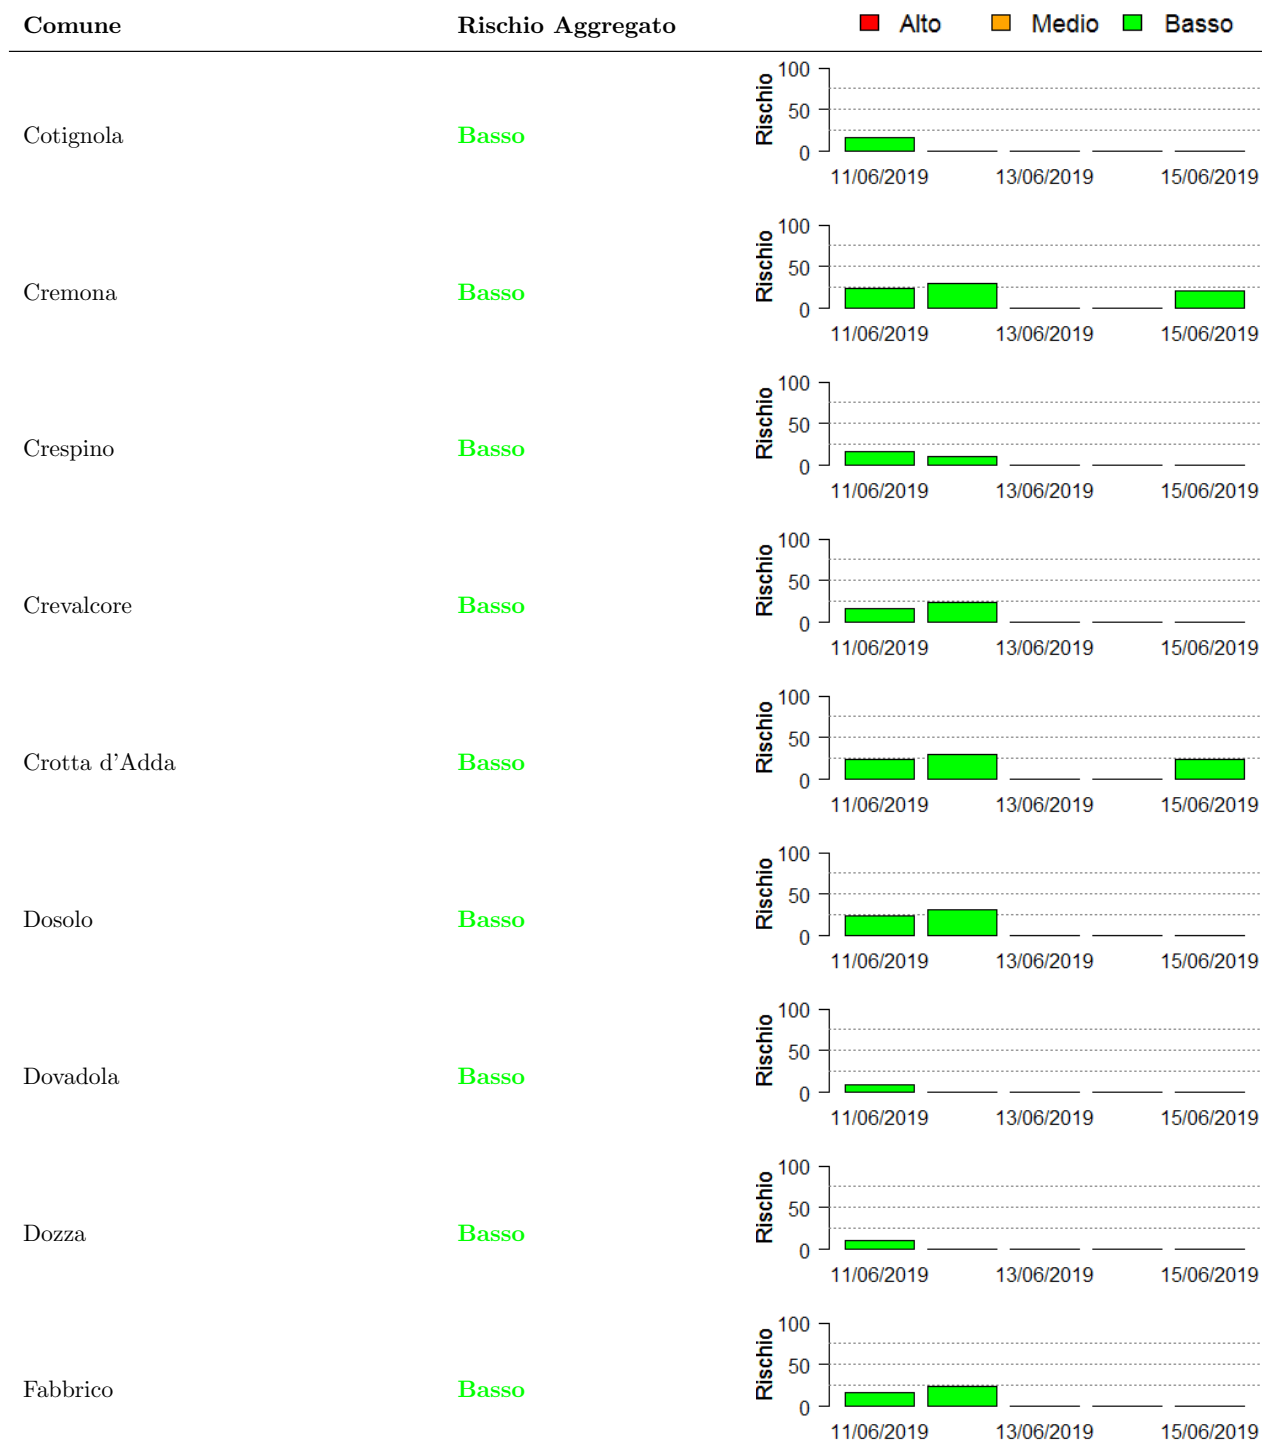 Comune Rischio Aggregato Alto Medio Basso
Cotignola Basso Rischio 100 50 0
11/06/2019 13/06/2019 15/06/2019
Cremona Basso Rischio 100 50 0
11/06/2019 13/06/2019 15/06/2019
Crespino Basso Rischio 100 50 0
11/06/2019 13/06/2019 15/06/2019
Crevalcore Basso Rischio 100 50 0
11/06/2019 13/06/2019 15/06/2019
Crotta d'Adda Basso Rischio 100 50 0
11/06/2019 13/06/2019 15/06/2019
Dosolo Basso Rischio 100 50 0
11/06/2019 13/06/2019 15/06/2019
Dovadola Basso Rischio 100 50 0
11/06/2019 13/06/2019 15/06/2019
Dozza Basso Rischio 100 50 0
11/06/2019 13/06/2019 15/06/2019
Fabbrico Basso Rischio 100 50 0
11/06/2019 13/06/2019 15/06/2019